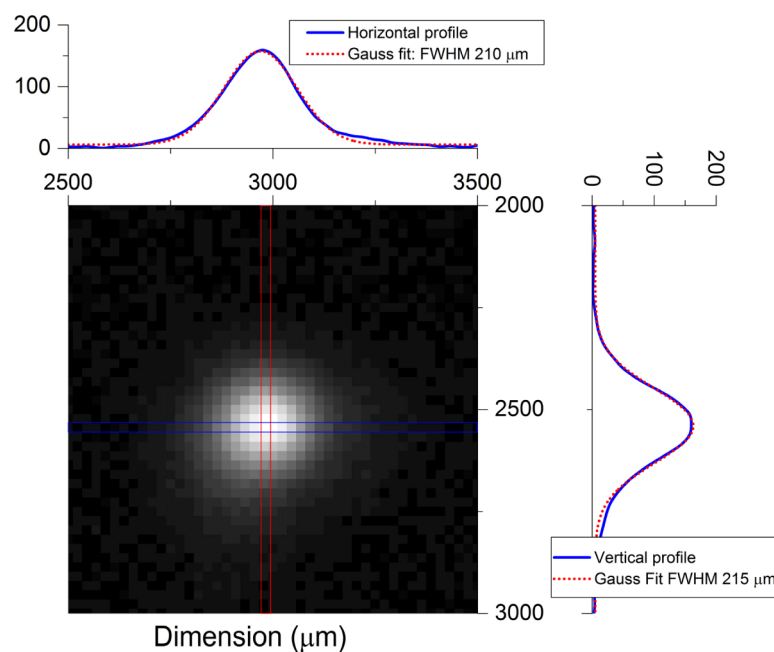 200
100
0
Horizontal profile
Gauss fit: FWHM 210 μm
2500
3000
3500
0
100
200
2000
2500
3000
Vertical profile
Gauss Fit FWHM 215 μm
Dimension (μm)